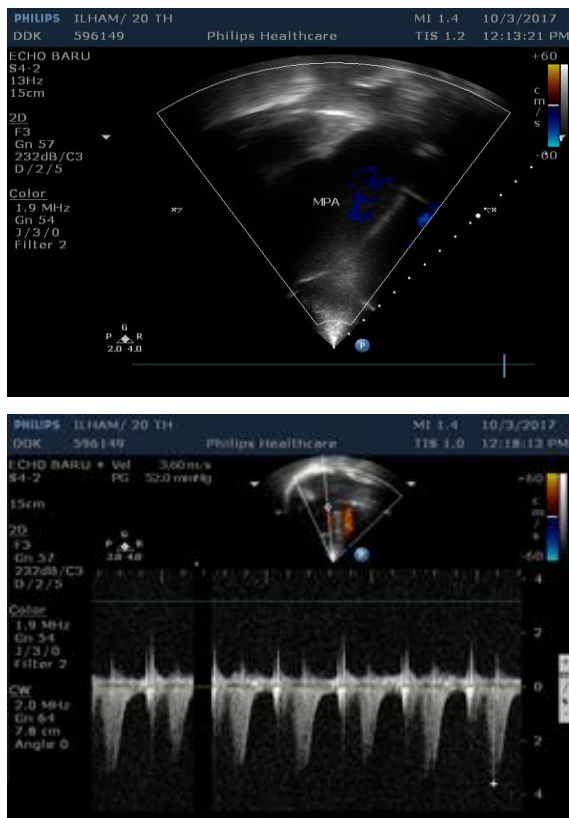 PHILIPS ILHAM/ 20 TH MI 1.4 10/3/2017
DDK 596149 Philips Healthcare TIS 1.2 12:13:21 PM
ECHO BARU
S4-2
13Hz
15cm
2D
F3
Gn 57
232dB/C3
D/2/5
Color
1.9 MHz
Gn 54
J/3/0
Filter 2
+60
c
m
/
s
-60
MPA
G
P R
2.0 4.0
P
PHILIPS ILHAM/ 20 TH MI 1.4 10/3/2017
DDK 596149 Philips Healthcare TIS 1.0 12:18:13 PM
ECHO BARU + Vel 3.60 m/s
S4-2 PG 52.0 mmHg
15cm
2D
F3
Gn 57
232dB/C3
D/2/5
Color
1.9 MHz
Gn 54
J/3/0
Filter 2
CW
2.0 MHz
Gn 64
7.8 cm
Angle 0
P R
2.0 4.0
+60
c
m
/
s
-60
4
2
0
2
4